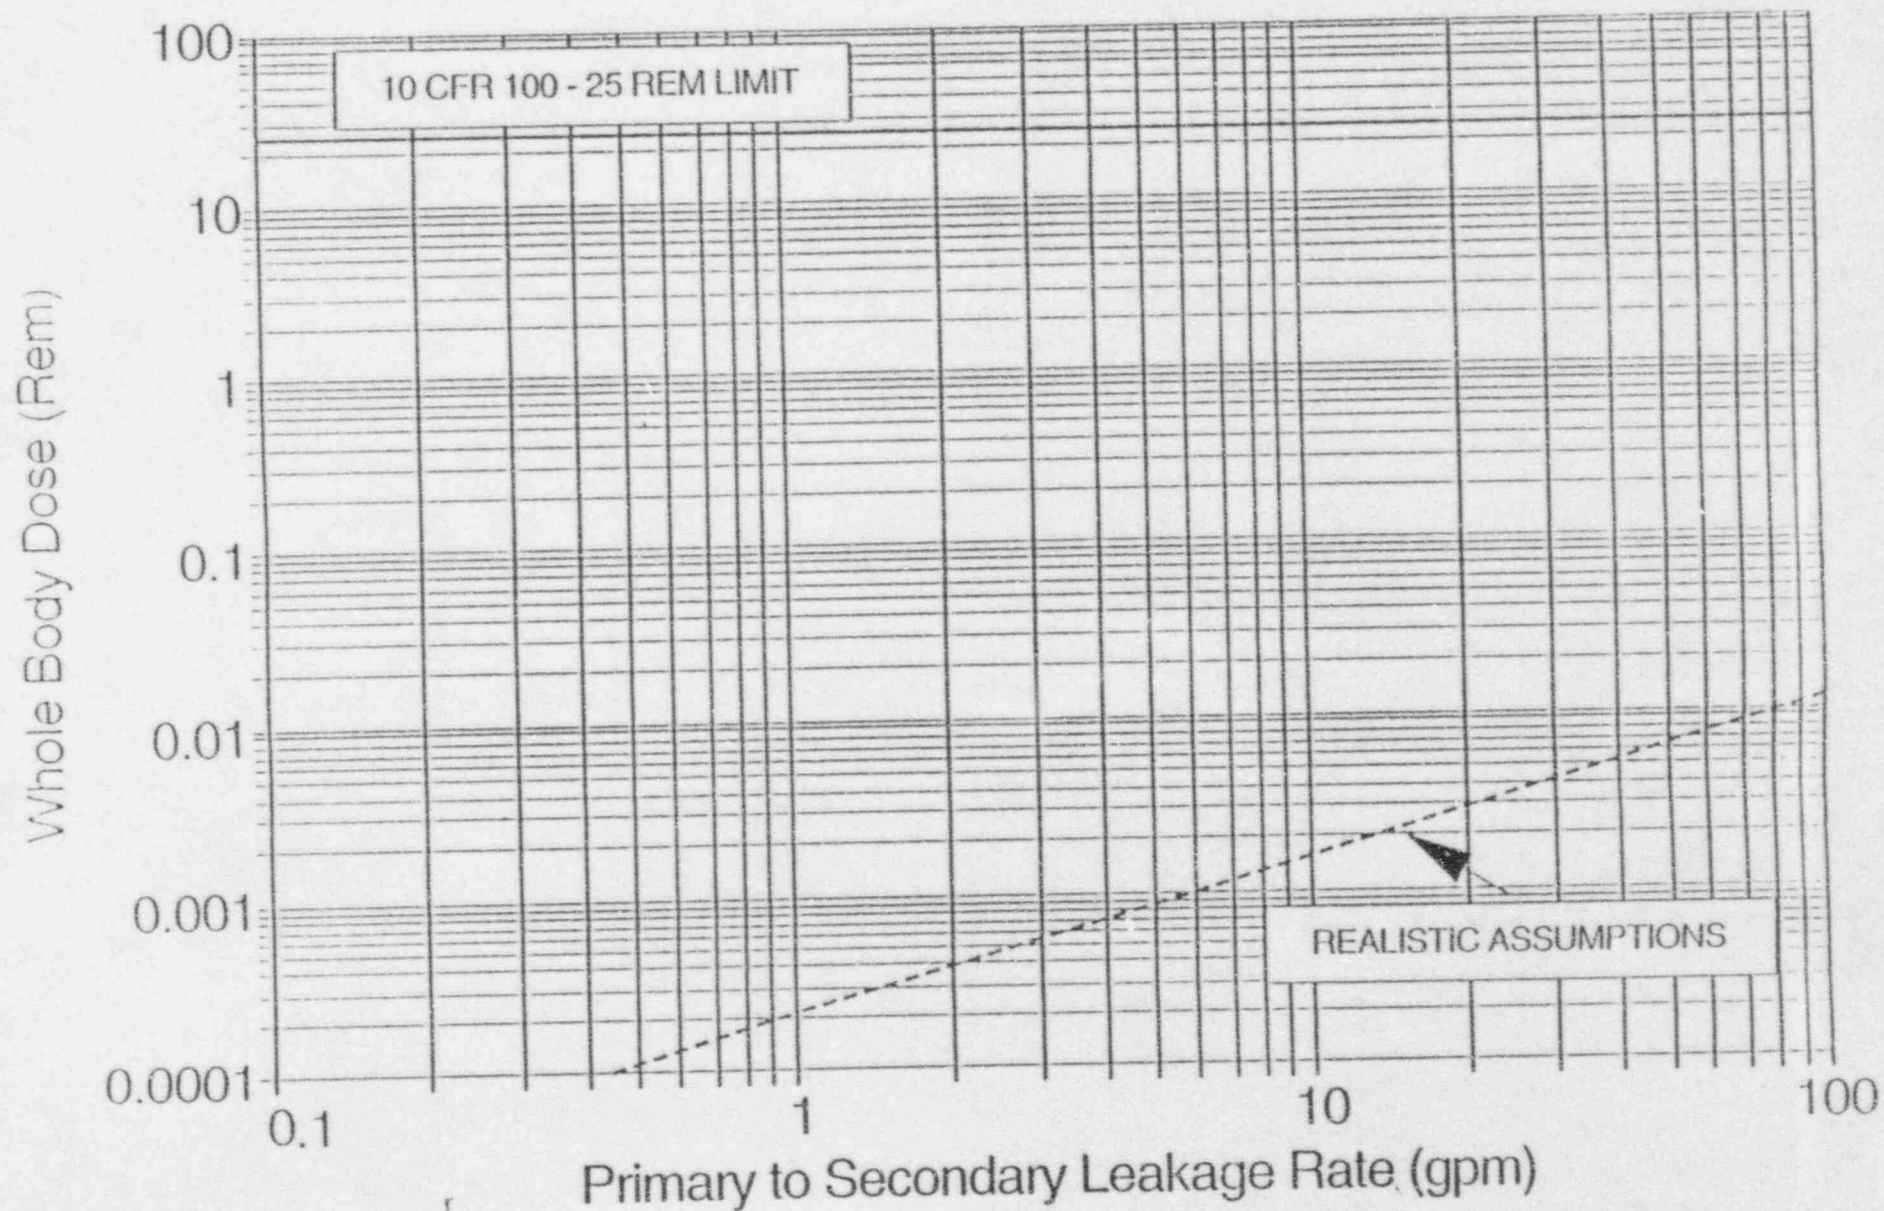 100
10 CFR 100 - 25 REM LIMIT
10
1
0.1
0.01
0.001
0.0001
Whole Body Dose (Rem)
REALISTIC ASSUMPTIONS
0.1
1
10
100
Primary to Secondary Leakage Rate (gpm)